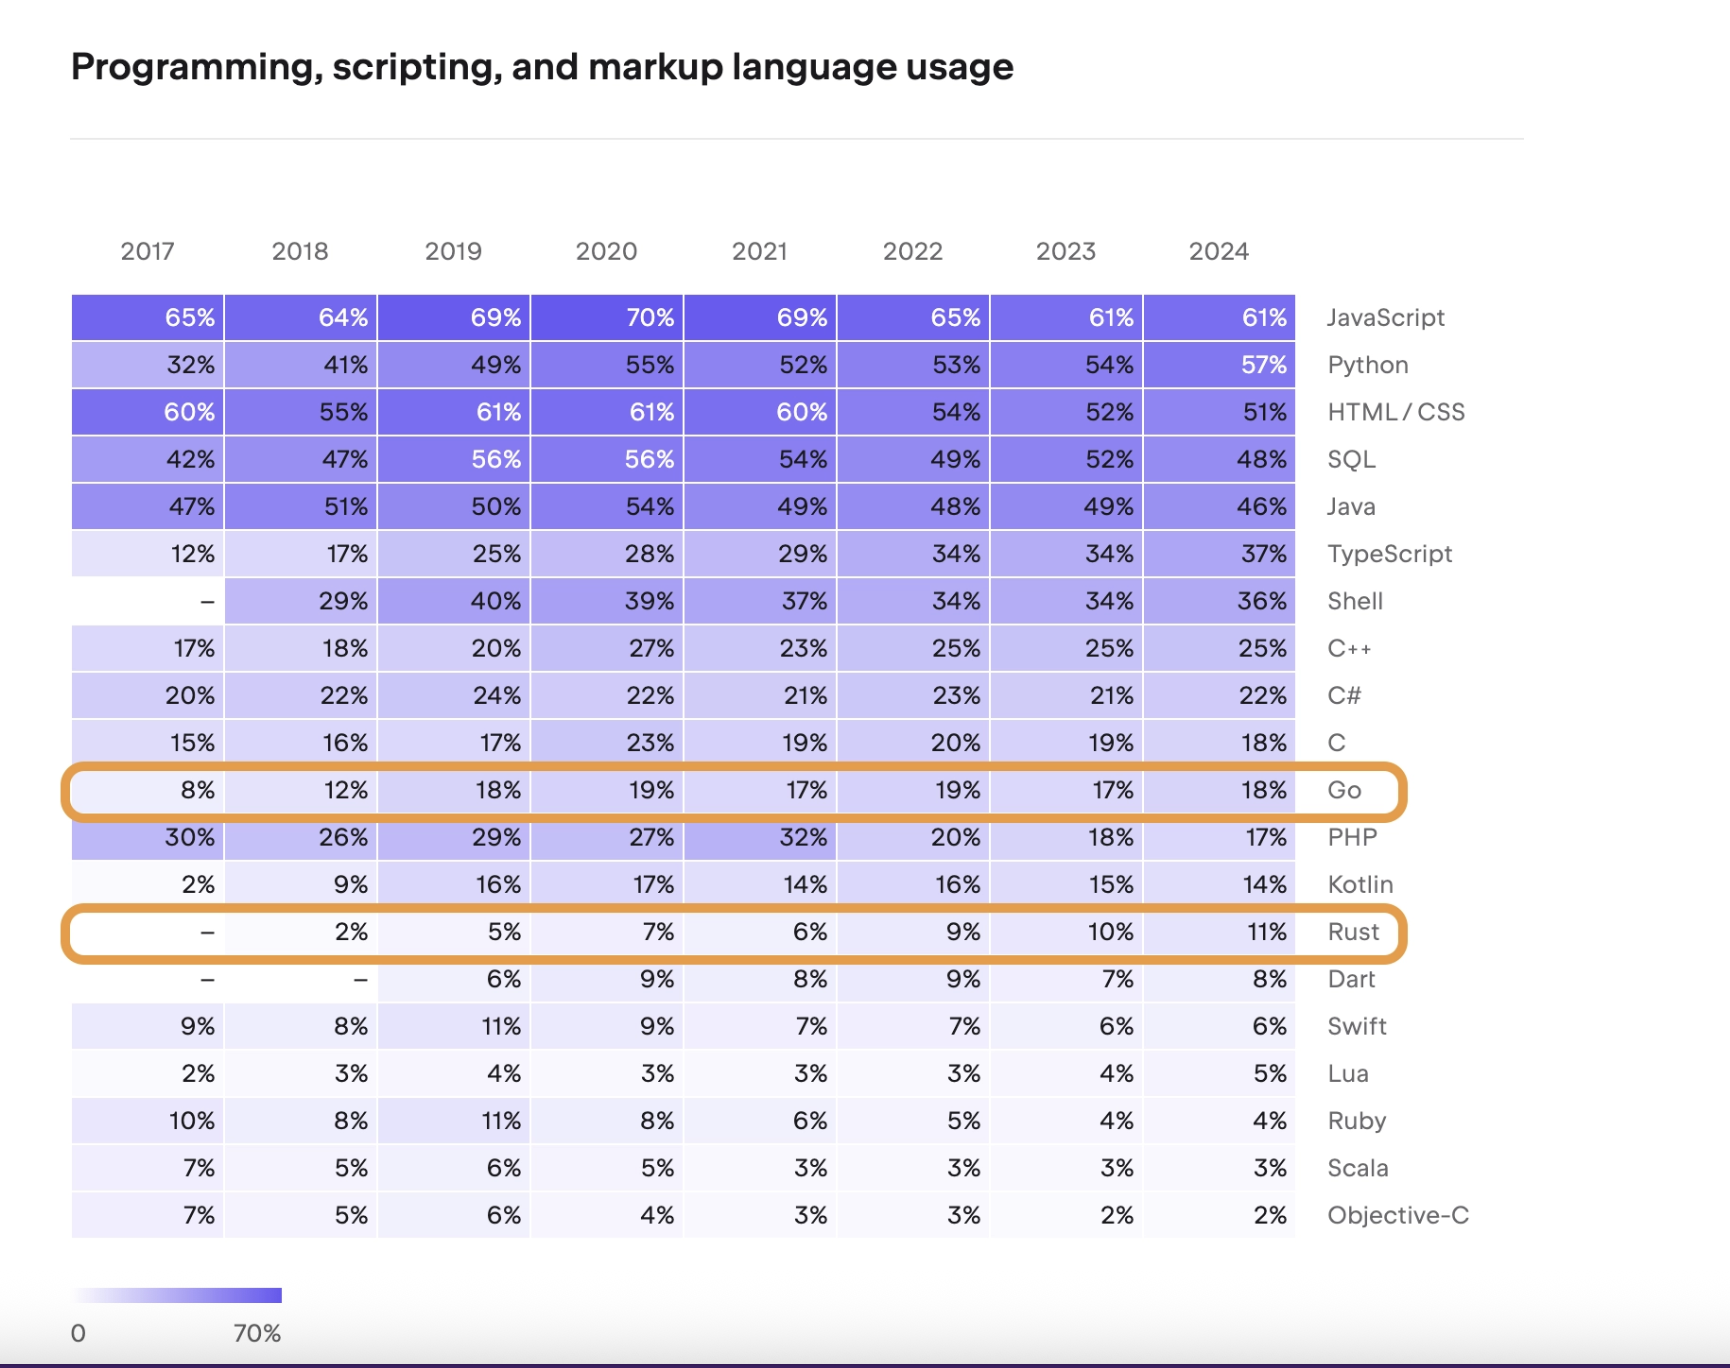 Programming, scripting, and markup language usage
2017 2018 2019 2020 2021 2022 2023 2024
65% 64% 69% 70% 69% 65% 61% 61% JavaScript
32% 41% 49% 55% 52% 53% 54% 57% Python
60% 55% 61% 61% 60% 54% 52% 51% HTML / CSS
42% 47% 56% 56% 54% 49% 52% 48% SQL
47% 51% 50% 54% 49% 48% 49% 46% Java
12% 17% 25% 28% 29% 34% 34% 37% TypeScript
– 29% 40% 39% 37% 34% 34% 36% Shell
17% 18% 20% 27% 23% 25% 25% 25% C++
20% 22% 24% 22% 21% 23% 21% 22% C#
15% 16% 17% 23% 19% 20% 19% 18% C
8% 12% 18% 19% 17% 19% 17% 18% Go
30% 26% 29% 27% 32% 20% 18% 17% PHP
2% 9% 16% 17% 14% 16% 15% 14% Kotlin
– 2% 5% 7% 6% 9% 10% 11% Rust
– – 6% 9% 8% 9% 7% 8% Dart
9% 8% 11% 9% 7% 7% 6% 6% Swift
2% 3% 4% 3% 3% 3% 4% 5% Lua
10% 8% 11% 8% 6% 5% 4% 4% Ruby
7% 5% 6% 5% 3% 3% 3% 3% Scala
7% 5% 6% 4% 3% 3% 2% 2% Objective-C
0 70%